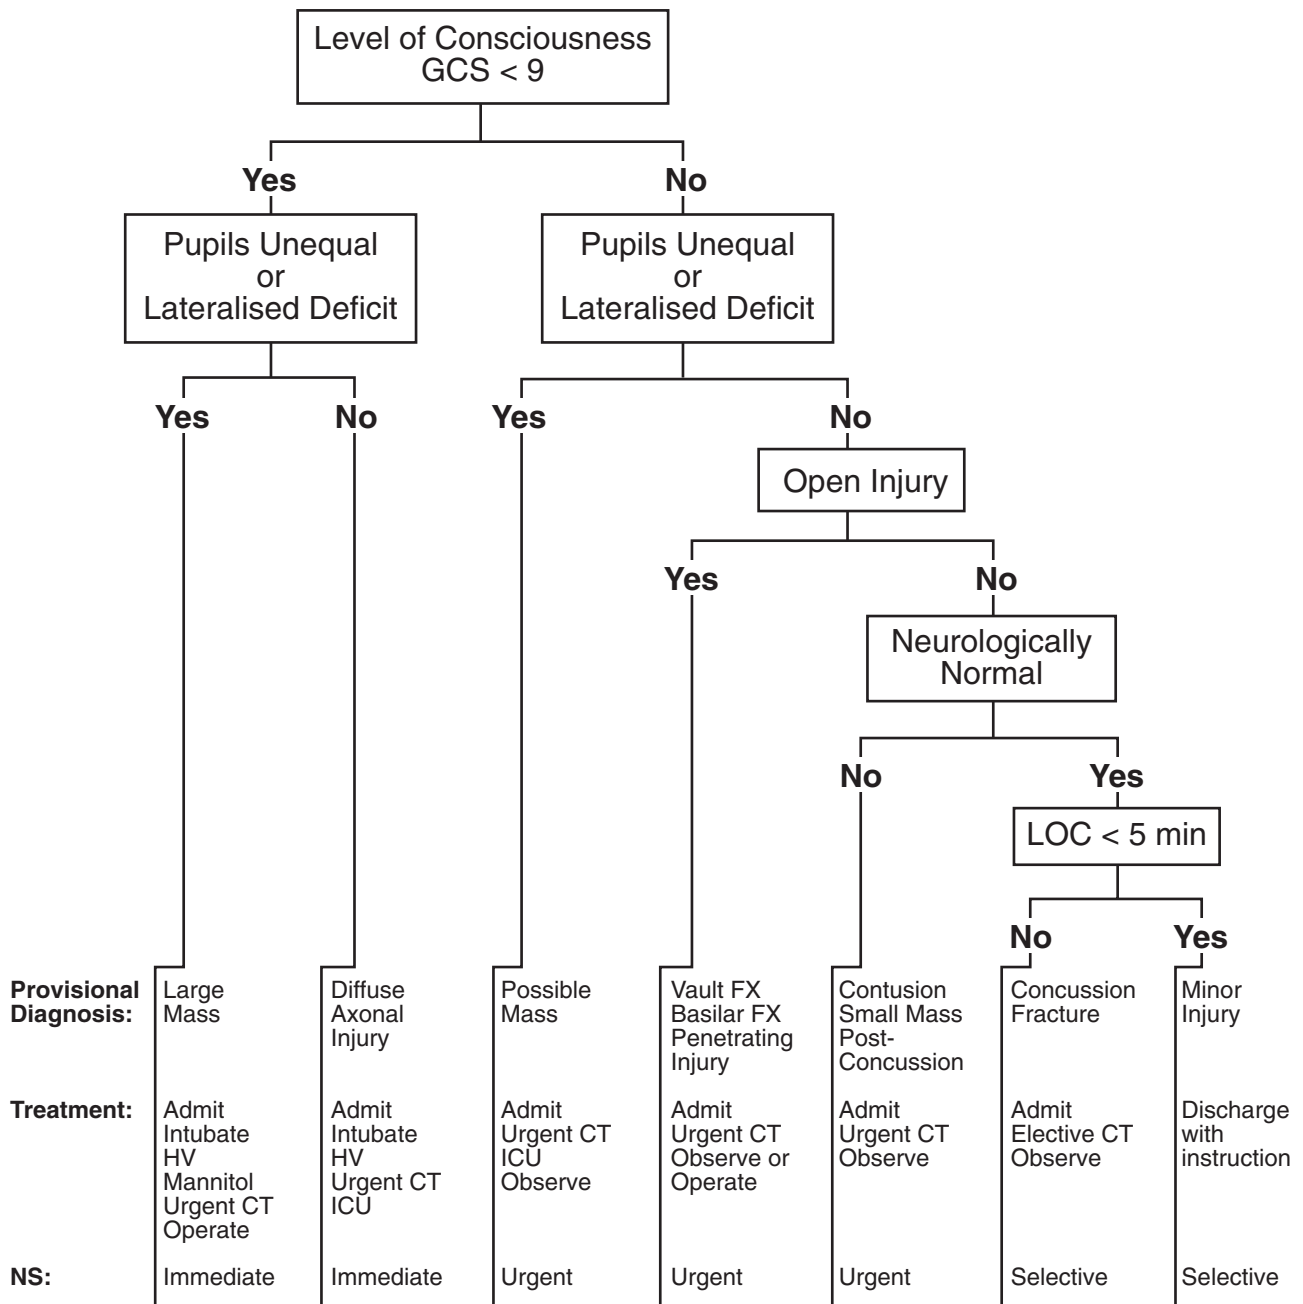 Level of Consciousness
GCS < 9
Yes
No
Pupils Unequal
or
Lateralised Deficit
Pupils Unequal
or
Lateralised Deficit
Yes
No
Yes
No
Open Injury
Yes
No
Neurologically
Normal
No
Yes
LOC < 5 min
No
Yes
Provisional
Diagnosis:
Large
Mass
Diffuse
Axonal
Injury
Possible
Mass
Vault FX
Basilar FX
Penetrating
Injury
Contusion
Small Mass
Post-
Concussion
Concussion
Fracture
Minor
Injury
Treatment:
Admit
Intubate
HV
Mannitol
Urgent CT
Operate
Admit
Intubate
HV
Urgent CT
ICU
Admit
Urgent CT
ICU
Observe
Admit
Urgent CT
Observe or
Operate
Admit
Urgent CT
Observe
Admit
Elective CT
Observe
Discharge
with
instruction
NS:
Immediate
Immediate
Urgent
Urgent
Urgent
Selective
Selective